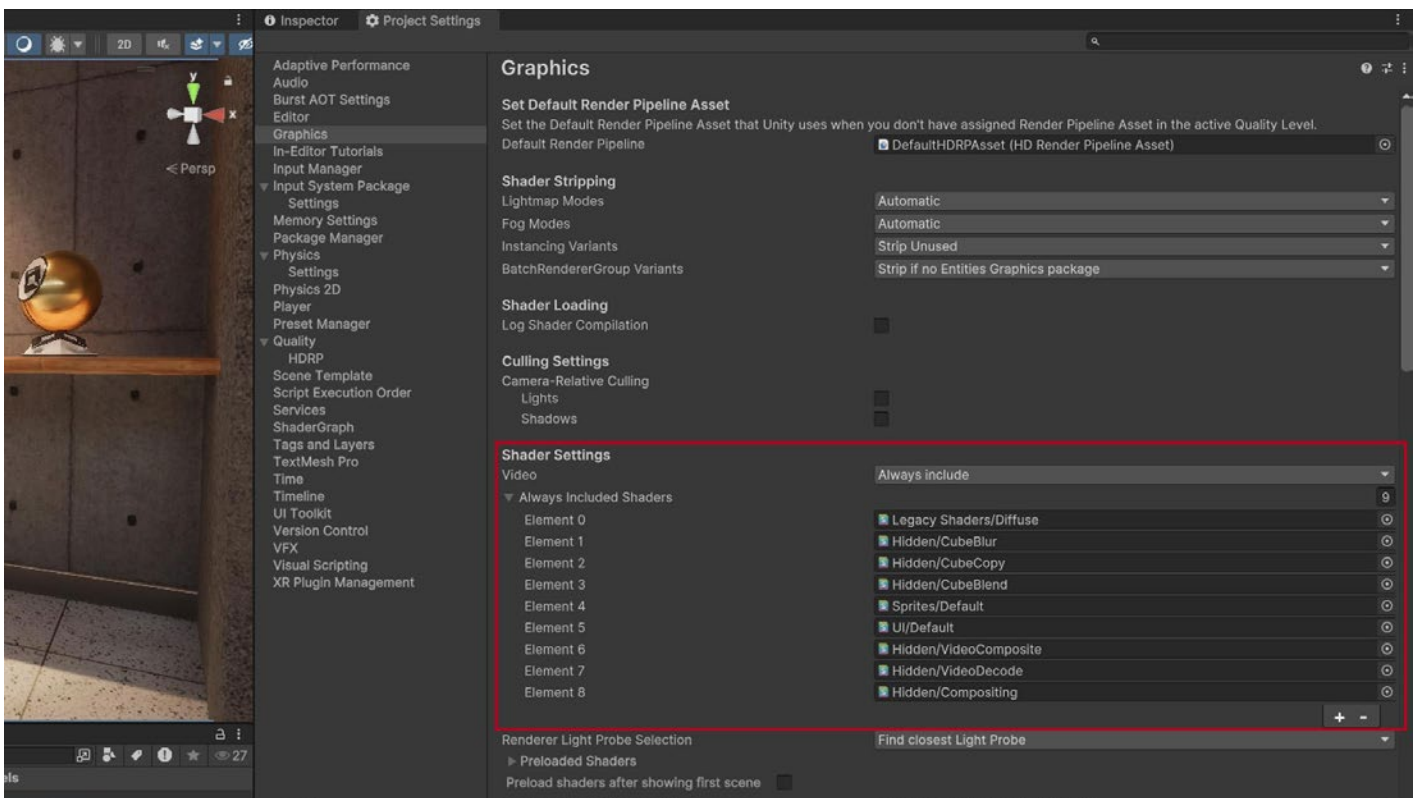 Inspector Project Settings
2D
y
x
Persp
27
els
Adaptive Performance
Audio
Burst AOT Settings
Editor
Graphics
In-Editor Tutorials
Input Manager
Input System Package
Settings
Memory Settings
Package Manager
Physics
Settings
Physics 2D
Player
Preset Manager
Quality
HDRP
Scene Template
Script Execution Order
Services
ShaderGraph
Tags and Layers
TextMesh Pro
Time
Timeline
UI Toolkit
Version Control
VFX
Visual Scripting
XR Plugin Management
Graphics
Set Default Render Pipeline Asset
Set the Default Render Pipeline Asset that Unity uses when you don't have assigned Render Pipeline Asset in the active Quality Level.
Default Render Pipeline DefaultHDRPAsset (HD Render Pipeline Asset)
Shader Stripping
Lightmap Modes Automatic
Fog Modes Automatic
Instancing Variants Strip Unused
BatchRendererGroup Variants Strip if no Entities Graphics package
Shader Loading
Log Shader Compilation
Culling Settings
Camera-Relative Culling
Lights
Shadows
Shader Settings
Video Always include
Always Included Shaders 9
Element 0 Legacy Shaders/Diffuse
Element 1 Hidden/CubeBlur
Element 2 Hidden/CubeCopy
Element 3 Hidden/CubeBlend
Element 4 Sprites/Default
Element 5 UI/Default
Element 6 Hidden/VideoComposite
Element 7 Hidden/VideoDecode
Element 8 Hidden/Compositing
+ -
Renderer Light Probe Selection Find closest Light Probe
Preloaded Shaders
Preload shaders after showing first scene